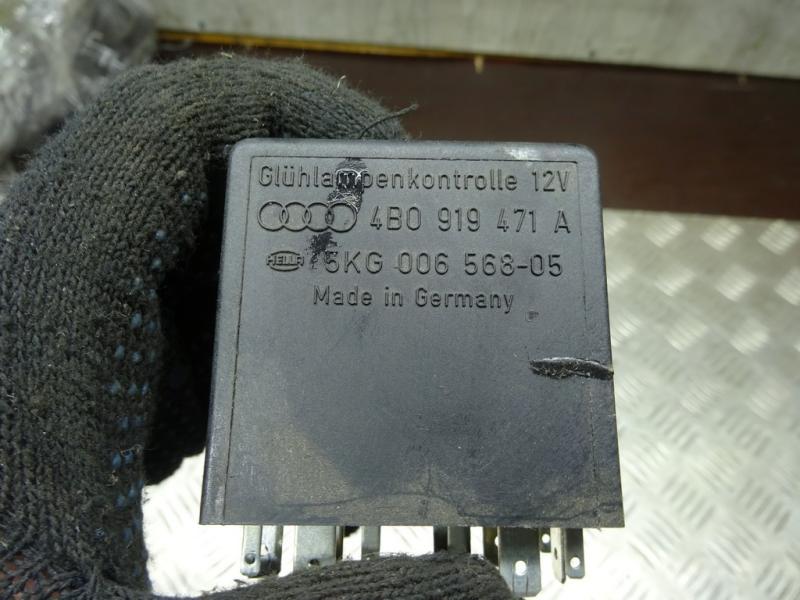 Glühlampenkontrolle 12V
4B0 919 471 A
HELLA 5KG 006 568-05
Made in Germany